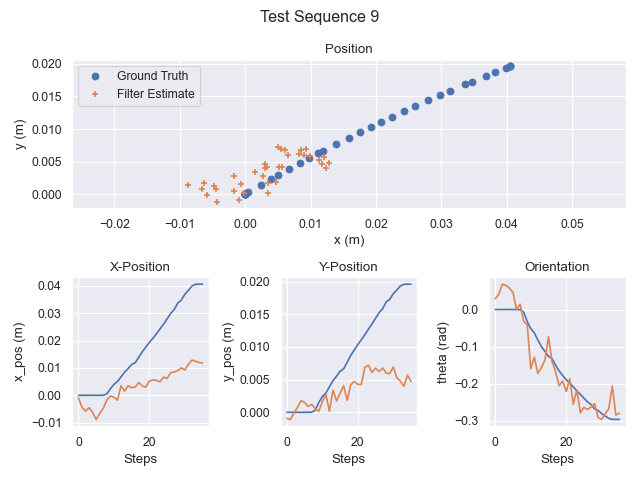 Test Sequence 9
Position
Ground Truth
Filter Estimate
y (m)
0.020
0.015
0.010
0.005
0.000
−0.02
−0.01
0.00
0.01
0.02
0.03
0.04
0.05
x (m)
X-Position
x_pos (m)
0.04
0.03
0.02
0.01
0.00
−0.01
0
20
Steps
Y-Position
y_pos (m)
0.020
0.015
0.010
0.005
0.000
0
20
Steps
Orientation
theta (rad)
0.0
−0.1
−0.2
−0.3
0
20
Steps